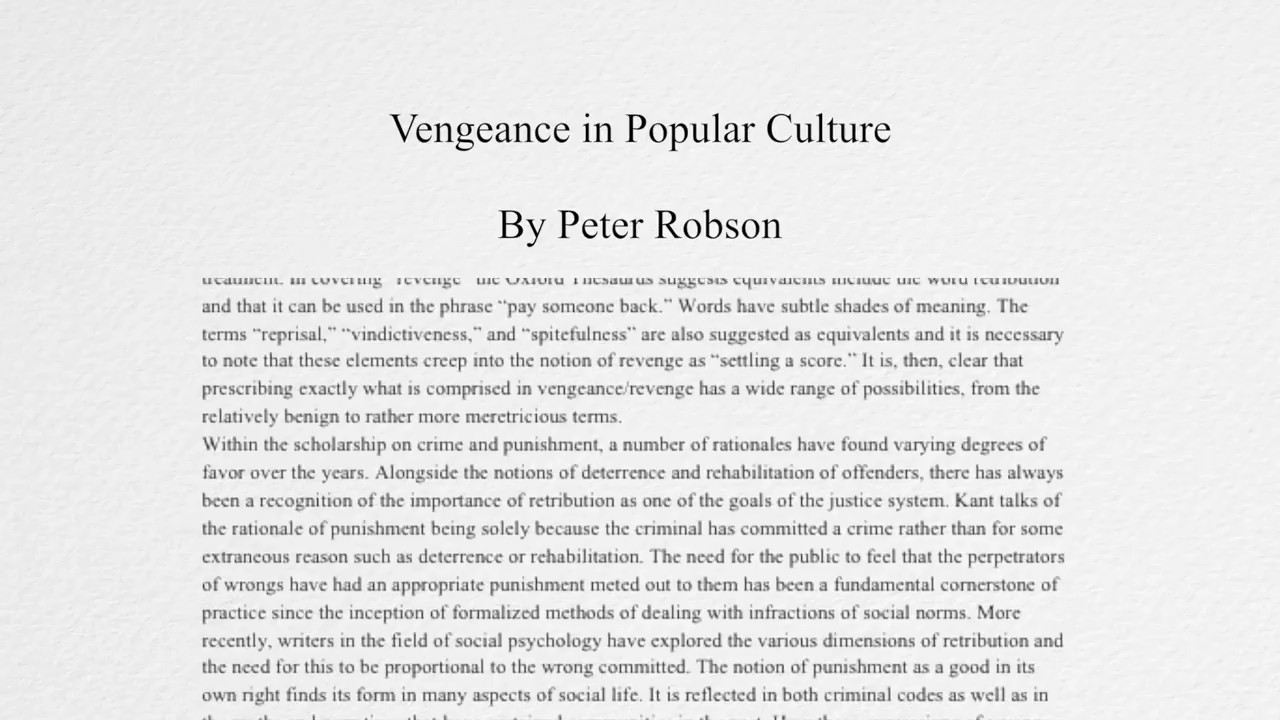 Vengeance in Popular Culture
By Peter Robson
treatment. In covering “revenge” the Oxford Thesaurus suggests equivalents include the word retribution
and that it can be used in the phrase “pay someone back.” Words have subtle shades of meaning. The
terms “reprisal,” “vindictiveness,” and “spitefulness” are also suggested as equivalents and it is necessary
to note that these elements creep into the notion of revenge as “settling a score.” It is, then, clear that
prescribing exactly what is comprised in vengeance/revenge has a wide range of possibilities, from the
relatively benign to rather more meretricious terms.
Within the scholarship on crime and punishment, a number of rationales have found varying degrees of
favor over the years. Alongside the notions of deterrence and rehabilitation of offenders, there has always
been a recognition of the importance of retribution as one of the goals of the justice system. Kant talks of
the rationale of punishment being solely because the criminal has committed a crime rather than for some
extraneous reason such as deterrence or rehabilitation. The need for the public to feel that the perpetrators
of wrongs have had an appropriate punishment meted out to them has been a fundamental cornerstone of
practice since the inception of formalized methods of dealing with infractions of social norms. More
recently, writers in the field of social psychology have explored the various dimensions of retribution and
the need for this to be proportional to the wrong committed. The notion of punishment as a good in its
own right finds its form in many aspects of social life. It is reflected in both criminal codes as well as in